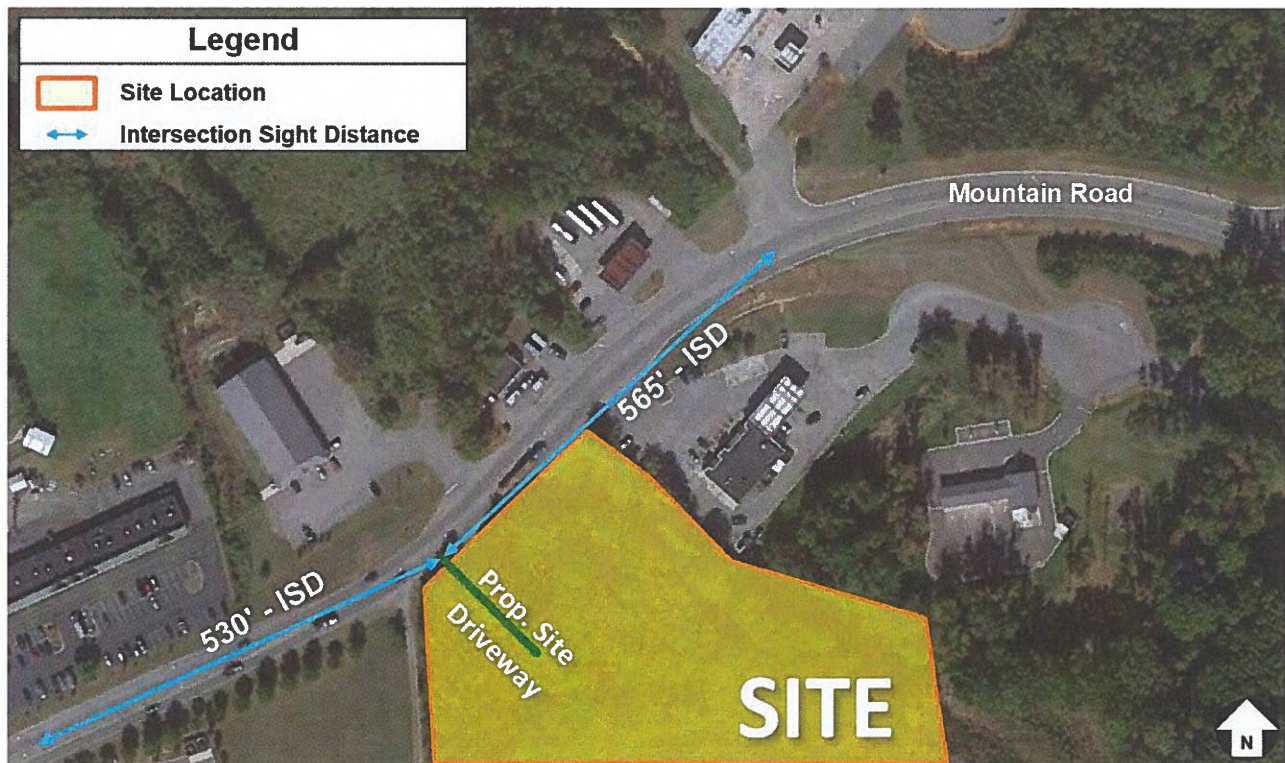 Legend
Site Location
Intersection Sight Distance
Mountain Road
565' - ISD
530' - ISD
Prop. Site
Driveway
SITE
N